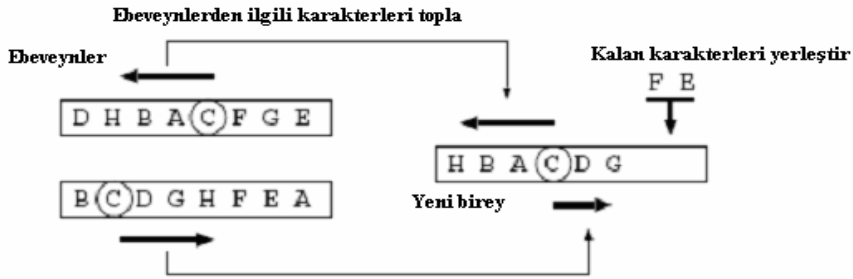 Ebeveynlerden ilgili karakterleri topla
Ebeveynler
Kalan karakterleri yerleştir
F E
D H B A C F G E
H B A C D G
B C D G H F E A
Yeni birey